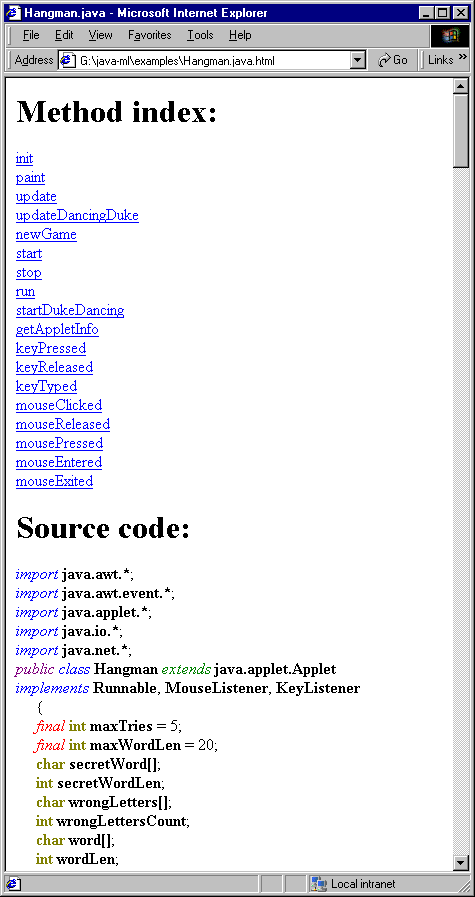 Hangman.java - Microsoft Internet Explorer
File Edit View Favorites Tools Help
Address G:\java-ml\examples\Hangman.java.html Go Links »
Method index:
init
paint
update
updateDancingDuke
newGame
start
stop
run
startDukeDancing
getAppletInfo
keyPressed
keyReleased
keyTyped
mouseClicked
mouseReleased
mousePressed
mouseEntered
mouseExited
Source code:
import java.awt.*;
import java.awt.event.*;
import java.applet.*;
import java.io.*;
import java.net.*;
public class Hangman extends java.applet.Applet
implements Runnable, MouseListener, KeyListener
{
final int maxTries = 5;
final int maxWordLen = 20;
char secretWord[];
int secretWordLen;
char wrongLetters[];
int wrongLettersCount;
char word[];
int wordLen;
Local intranet